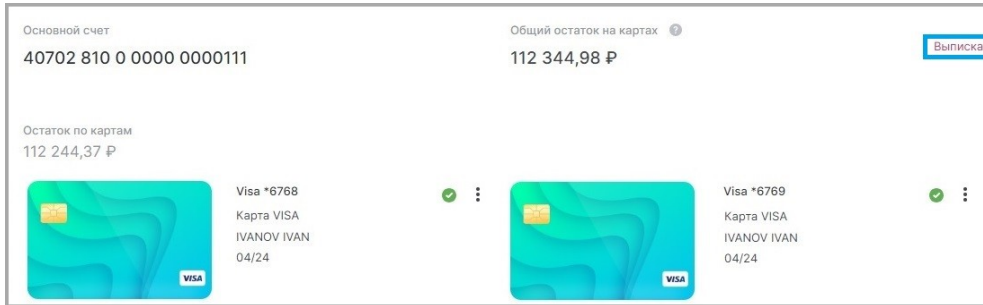 Основной счет
40702 810 0 0000 0000111
Общий остаток на картах ?
112 344,98 ₽
Выписка
Остаток по картам
112 244,37 ₽
Visa *6768
Карта VISA
IVANOV IVAN
04/24
VISA
Visa *6769
Карта VISA
IVANOV IVAN
04/24
VISA